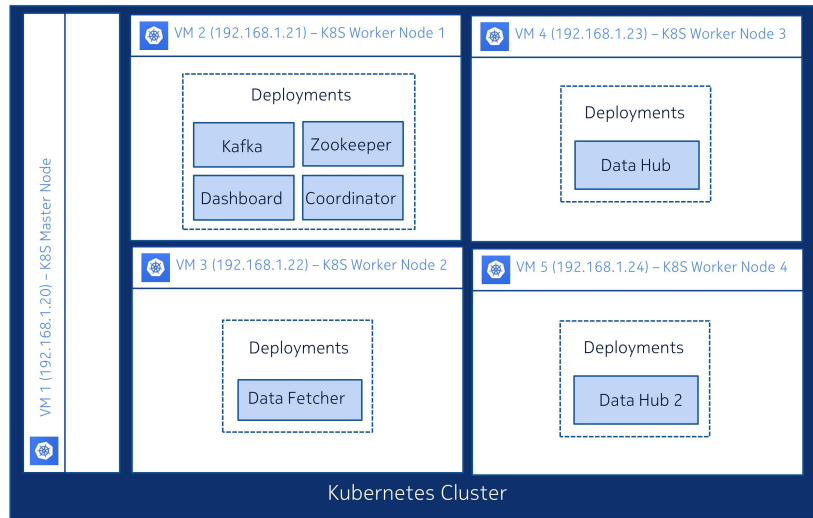 VM 1 (192.168.1.20) – K8S Master Node
VM 2 (192.168.1.21) – K8S Worker Node 1
Deployments
Kafka
Zookeeper
Dashboard
Coordinator
VM 4 (192.168.1.23) – K8S Worker Node 3
Deployments
Data Hub
VM 3 (192.168.1.22) – K8S Worker Node 2
Deployments
Data Fetcher
VM 5 (192.168.1.24) – K8S Worker Node 4
Deployments
Data Hub 2
Kubernetes Cluster